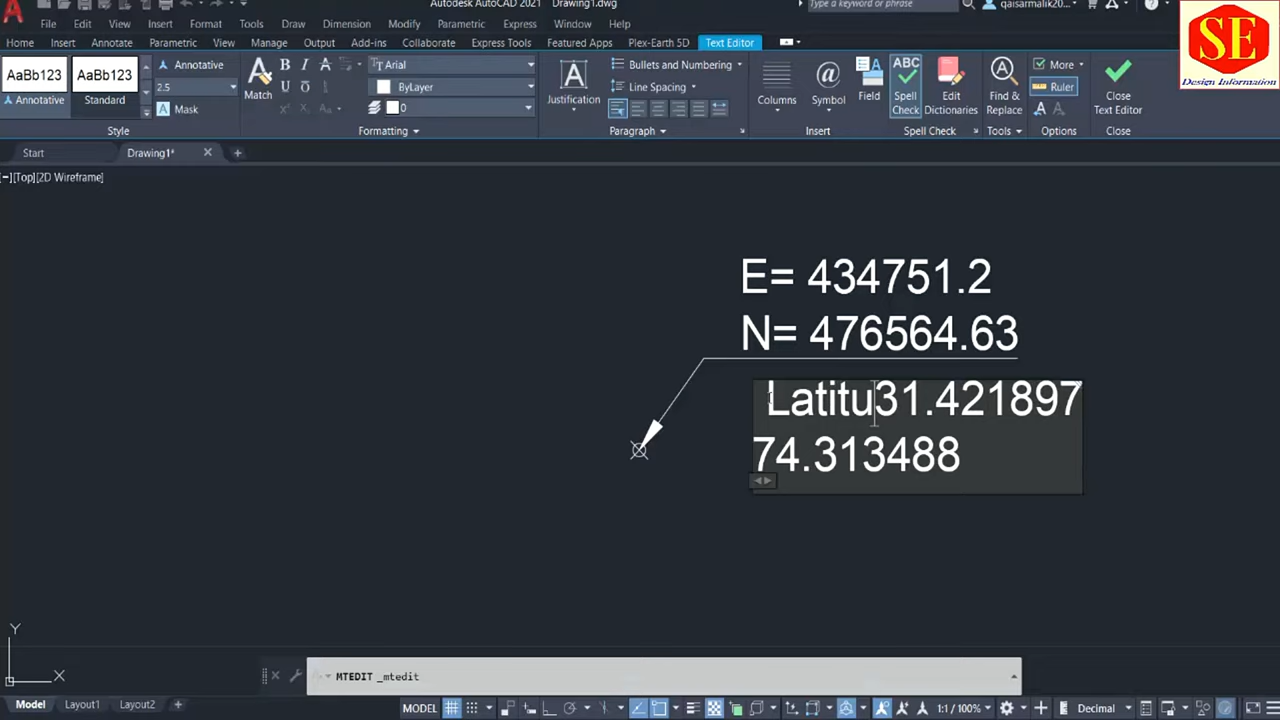 Autodesk AutoCAD 2021 Drawing1.dwg
Type a keyword or phrase
qaisarmalik20...
File Edit View Insert Format Tools Draw Dimension Modify Parametric Window Express Help
Home Insert Annotate Parametric View Manage Output Add-ins Collaborate Express Tools Featured Apps Plex-Earth 5D Text Editor
SE
Design Information
AaBb123 AaBb123
Annotative Standard
Annotative
2.5
Mask
Style
Match
B I A
U O
Arial
ByLayer
0
Formatting
Justification
Bullets and Numbering
Line Spacing
Paragraph
Columns
Symbol
Field
Insert
ABC
Spell Check
Edit Dictionaries
Spell Check
Find & Replace
Tools
More
Ruler
Options
Close Text Editor
Close
Start Drawing1*
[−][Top][2D Wireframe]
E= 434751.2
N= 476564.63
Latitu31.421897
74.313488
Y
X
MTEDIT _mtedit
Model Layout1 Layout2
MODEL
1:1 / 100%
Decimal